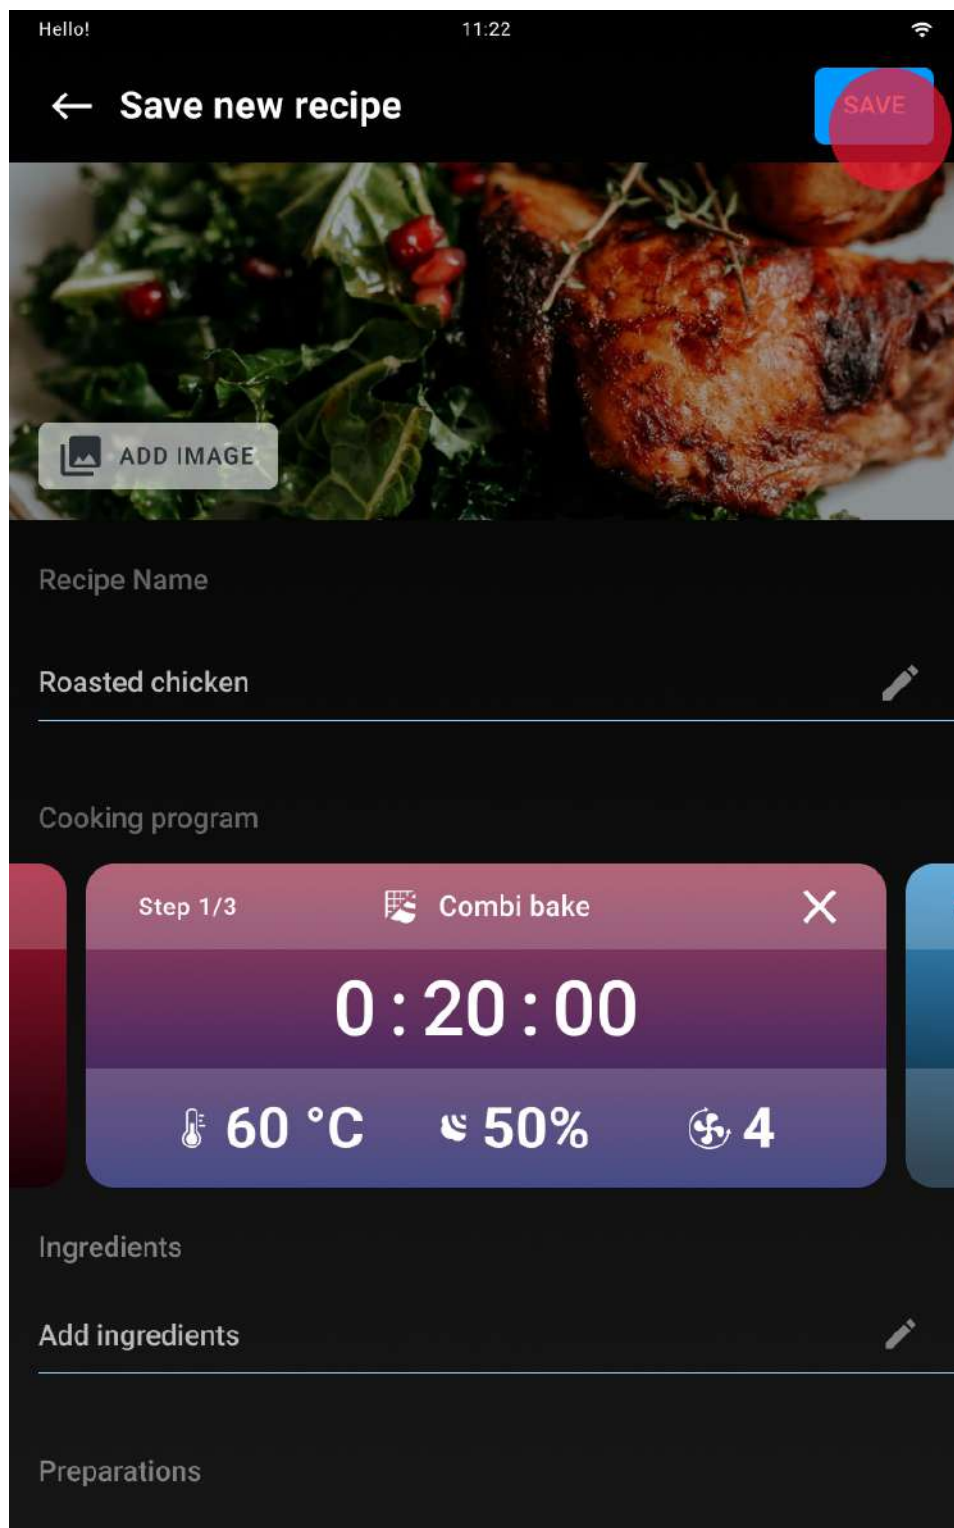 Hello! 11:22
Save new recipe SAVE
ADD IMAGE
Recipe Name
Roasted chicken
Cooking program
Step 1/3 Combi bake
0 : 20 : 00
60 °C 50% 4
Ingredients
Add ingredients
Preparations